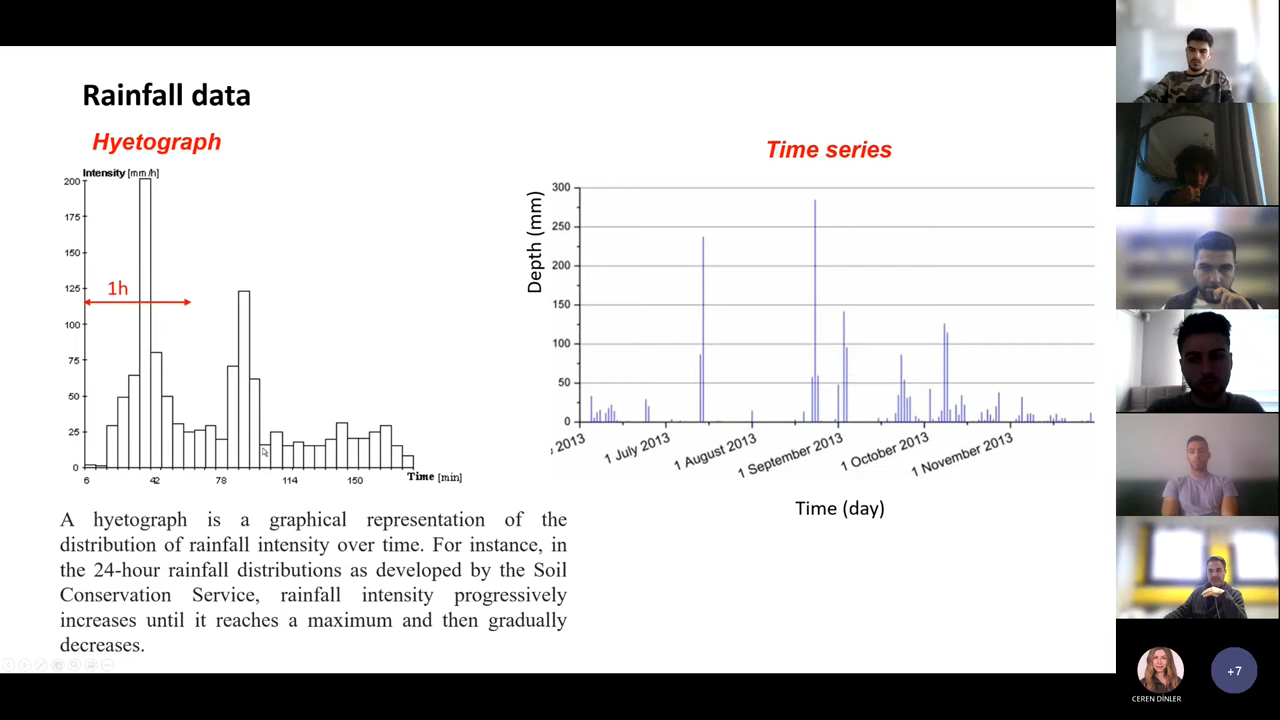 Rainfall data
Hyetograph
Intensity [mm/h]
200
175
150
125
100
75
50
25
0
1h
6
42
78
114
150
Time [min]
A hyetograph is a graphical representation of the
distribution of rainfall intensity over time. For instance, in
the 24-hour rainfall distributions as developed by the Soil
Conservation Service, rainfall intensity progressively
increases until it reaches a maximum and then gradually
decreases.
Time series
Depth (mm)
300
250
200
150
100
50
0
2013
1 July 2013
1 August 2013
1 September 2013
1 October 2013
1 November 2013
Time (day)
CEREN DİNLER
+7